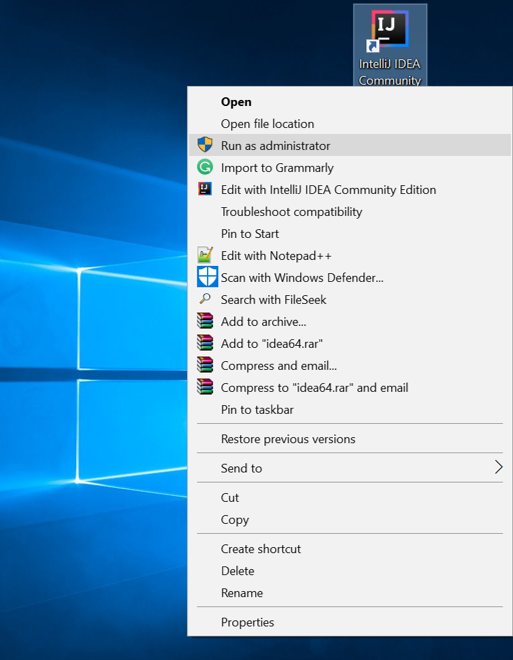 IJ
IntelliJ IDEA
Community
Open
Open file location
Run as administrator
Import to Grammarly
Edit with IntelliJ IDEA Community Edition
Troubleshoot compatibility
Pin to Start
Edit with Notepad++
Scan with Windows Defender...
Search with FileSeek
Add to archive...
Add to "idea64.rar"
Compress and email...
Compress to "idea64.rar" and email
Pin to taskbar
Restore previous versions
Send to
Cut
Copy
Create shortcut
Delete
Rename
Properties